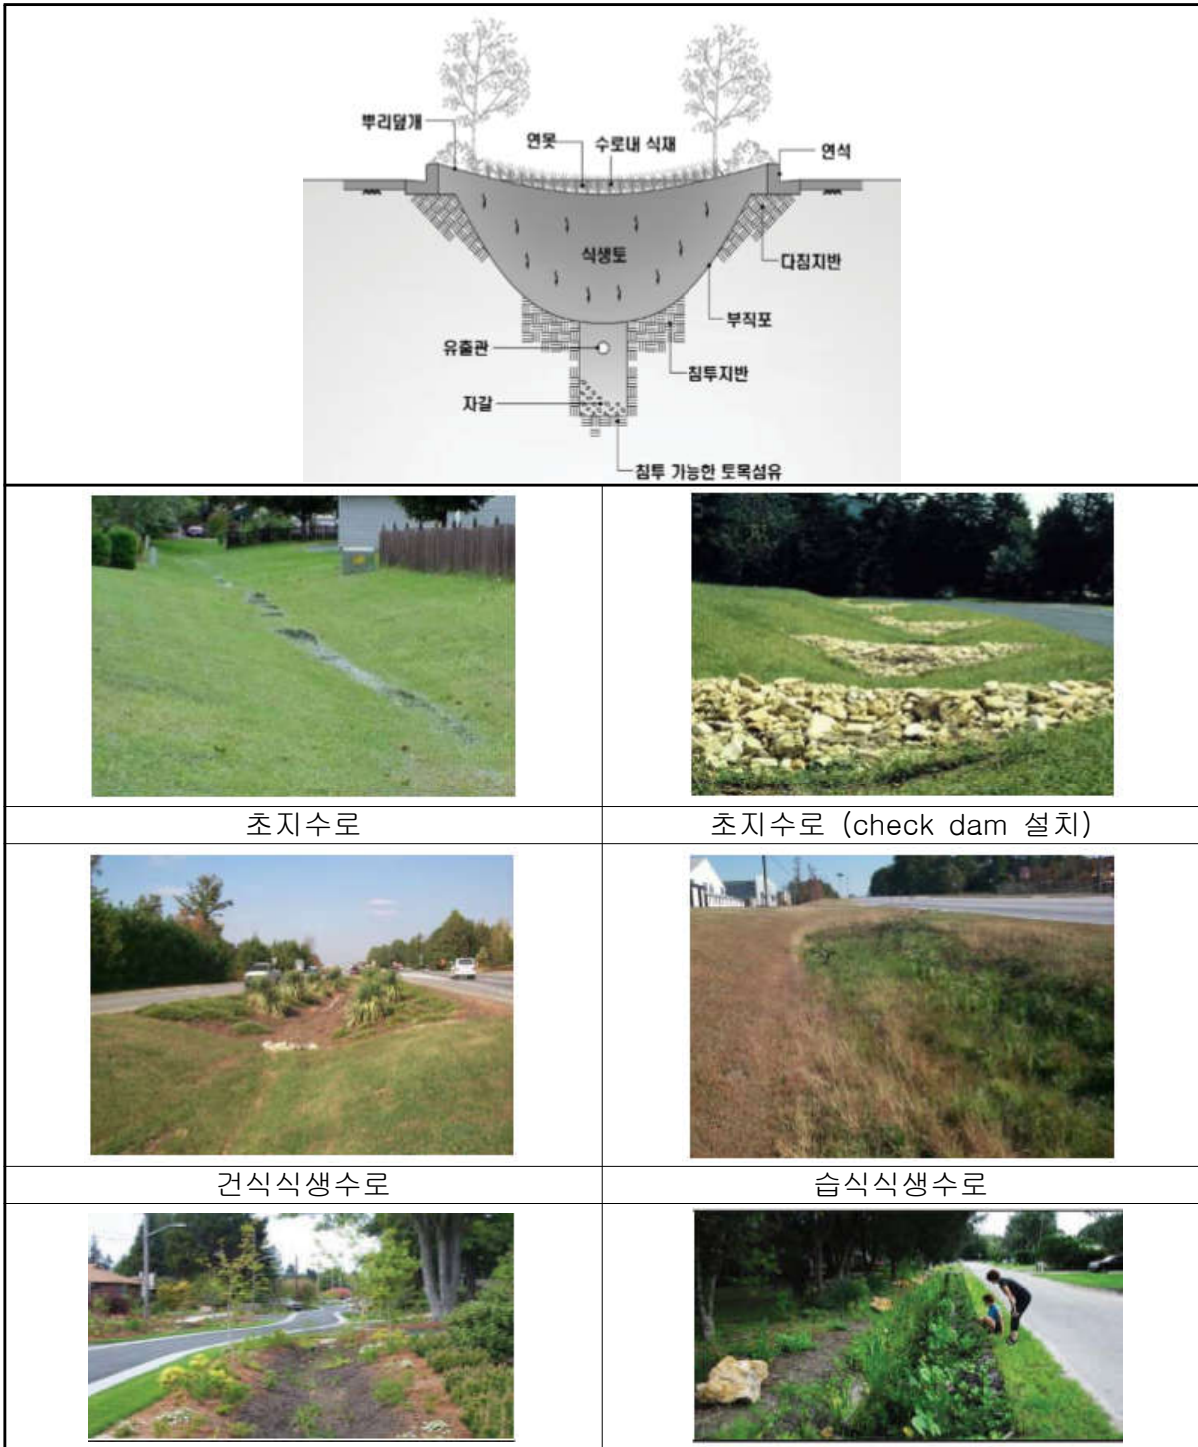 뿌리덮개
연못
수로내 식재
연석
식생토
다짐지반
부직포
유출관
침투지반
자갈
침투 가능한 토목섬유
초지수로
초지수로 (check dam 설치)
건식식생수로
습식식생수로